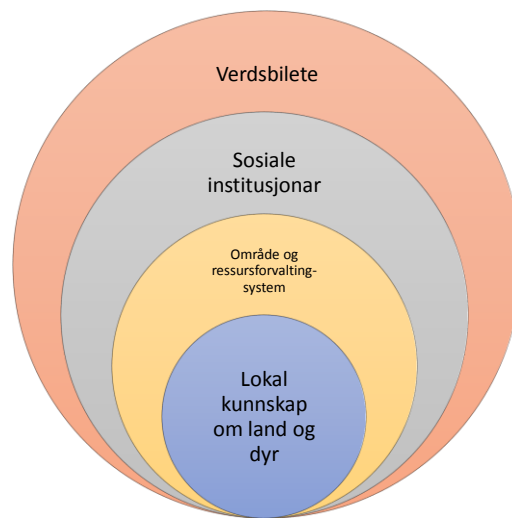 Verdsbilete
Sosiale
institusjonar
Område og
ressursforvalting-
system
Lokal
kunnskap
om land og
dyr